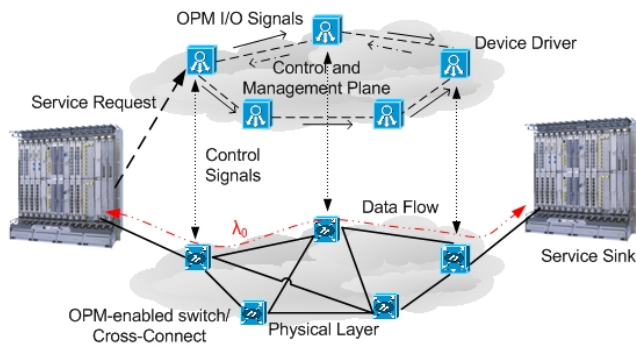 OPM I/O Signals
Device Driver
Control and
Management Plane
Service Request
Control
Signals
Data Flow
λ0
Service Sink
OPM-enabled switch/
Cross-Connect
Physical Layer